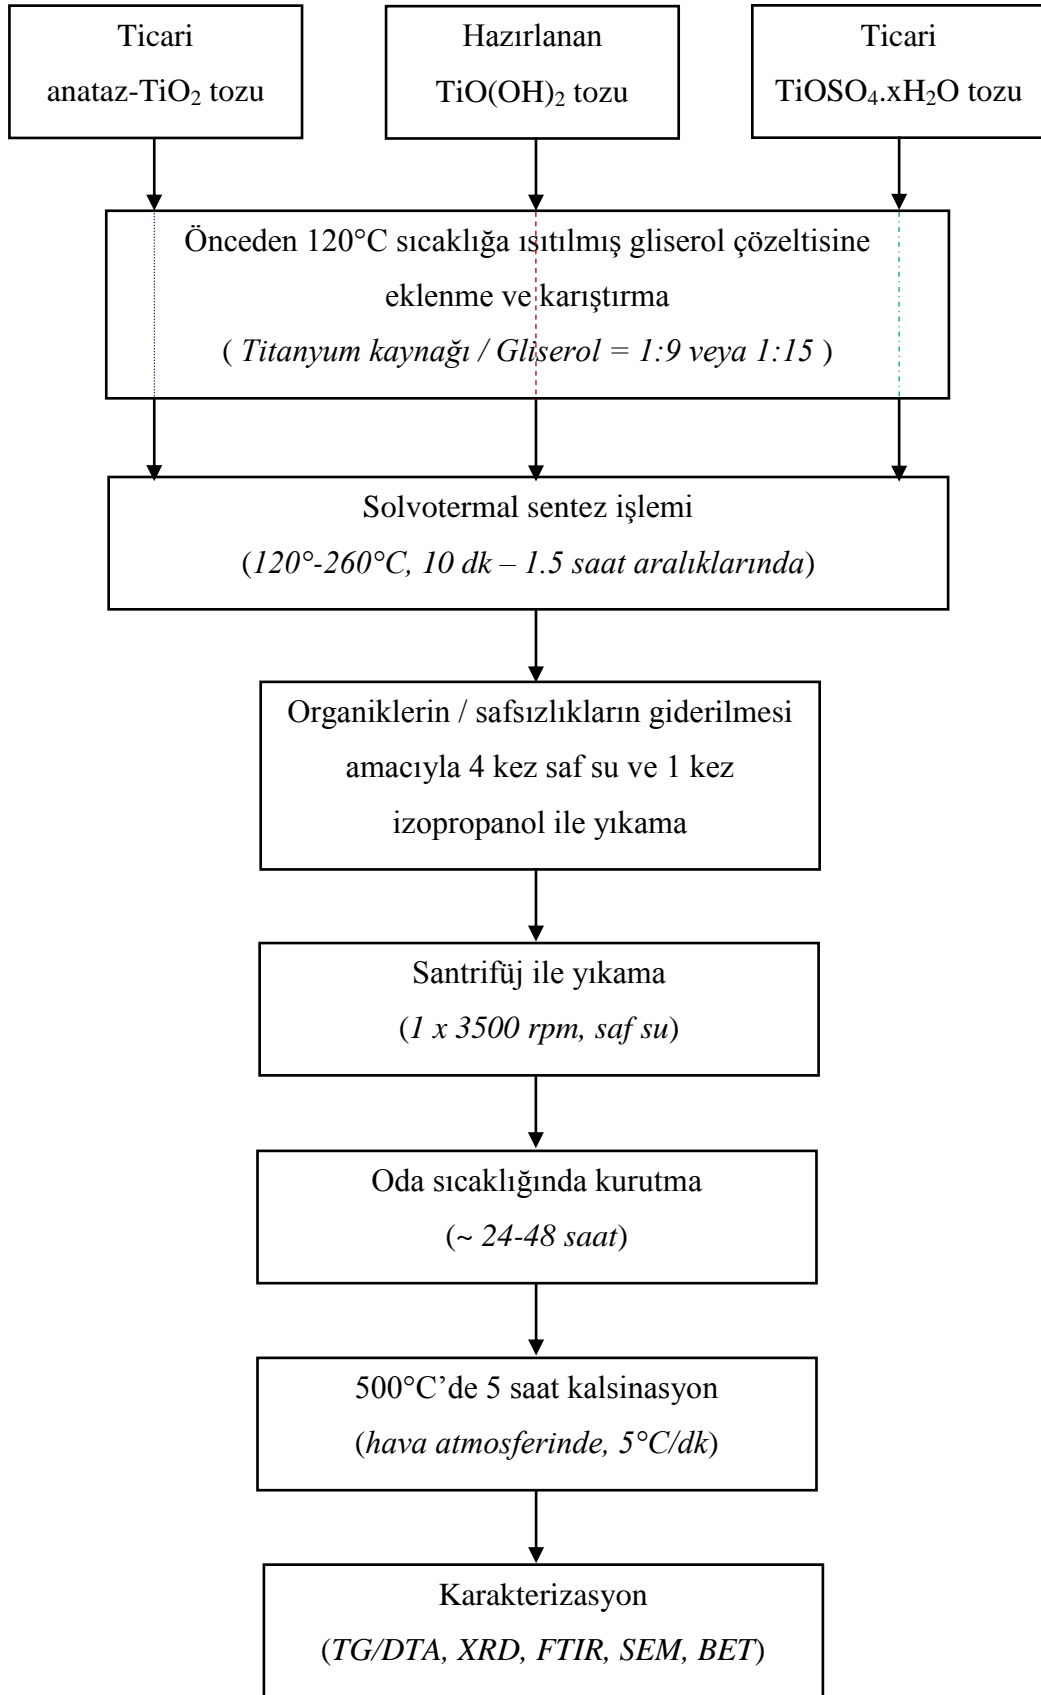 Ticari
anataz-TiO₂ tozu
Hazırlanan
TiO(OH)₂ tozu
Ticari
TiOSO₄.xH₂O tozu
Önceden 120°C sıcaklığa ısıtılmış gliserol çözeltisine
eklenme ve karıştırma
( Titanyum kaynağı / Gliserol = 1:9 veya 1:15 )
Solvotermal sentez işlemi
(120°-260°C, 10 dk – 1.5 saat aralıklarında)
Organiklerin / safsızlıkların giderilmesi
amacıyla 4 kez saf su ve 1 kez
izopropanol ile yıkama
Santrifüj ile yıkama
(1 x 3500 rpm, saf su)
Oda sıcaklığında kurutma
(~ 24-48 saat)
500°C’de 5 saat kalsinasyon
(hava atmosferinde, 5°C/dk)
Karakterizasyon
(TG/DTA, XRD, FTIR, SEM, BET)